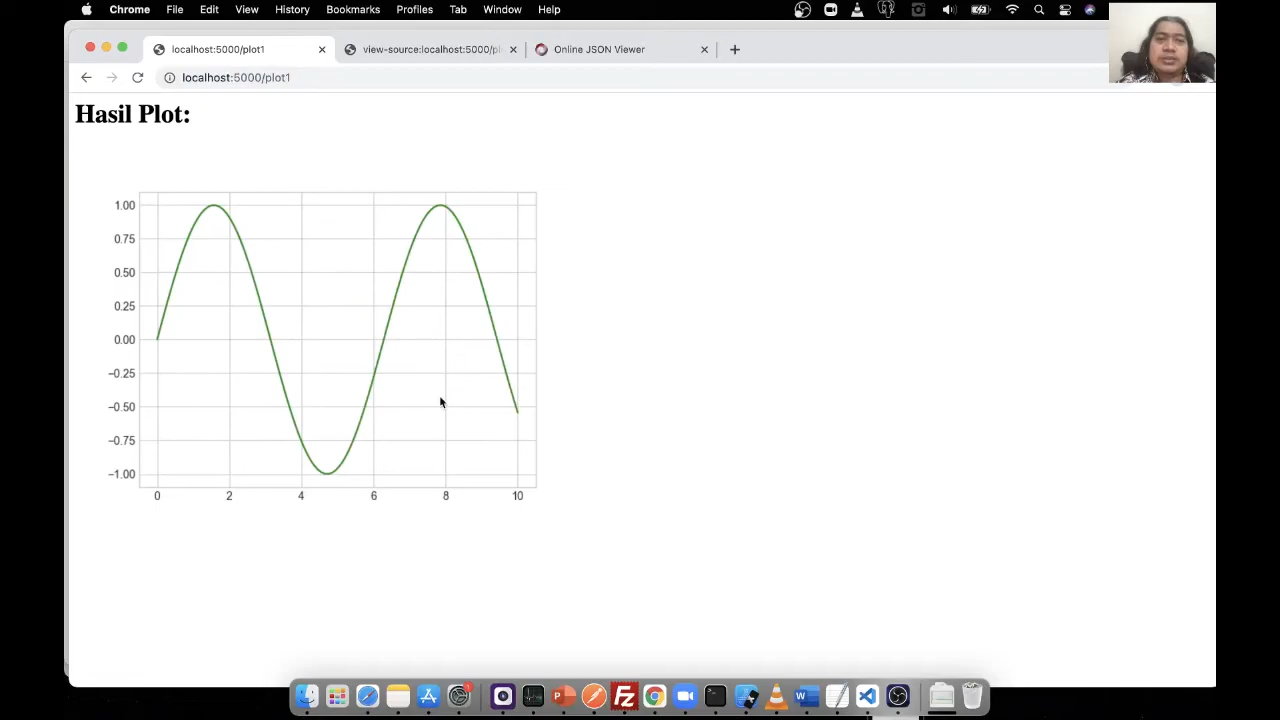 Chrome File Edit View History Bookmarks Profiles Tab Window Help
localhost:5000/plot1
view-source:localhost:5000/pl
Online JSON Viewer
localhost:5000/plot1
Hasil Plot:
1.00
0.75
0.50
0.25
0.00
−0.25
−0.50
−0.75
−1.00
0 2 4 6 8 10